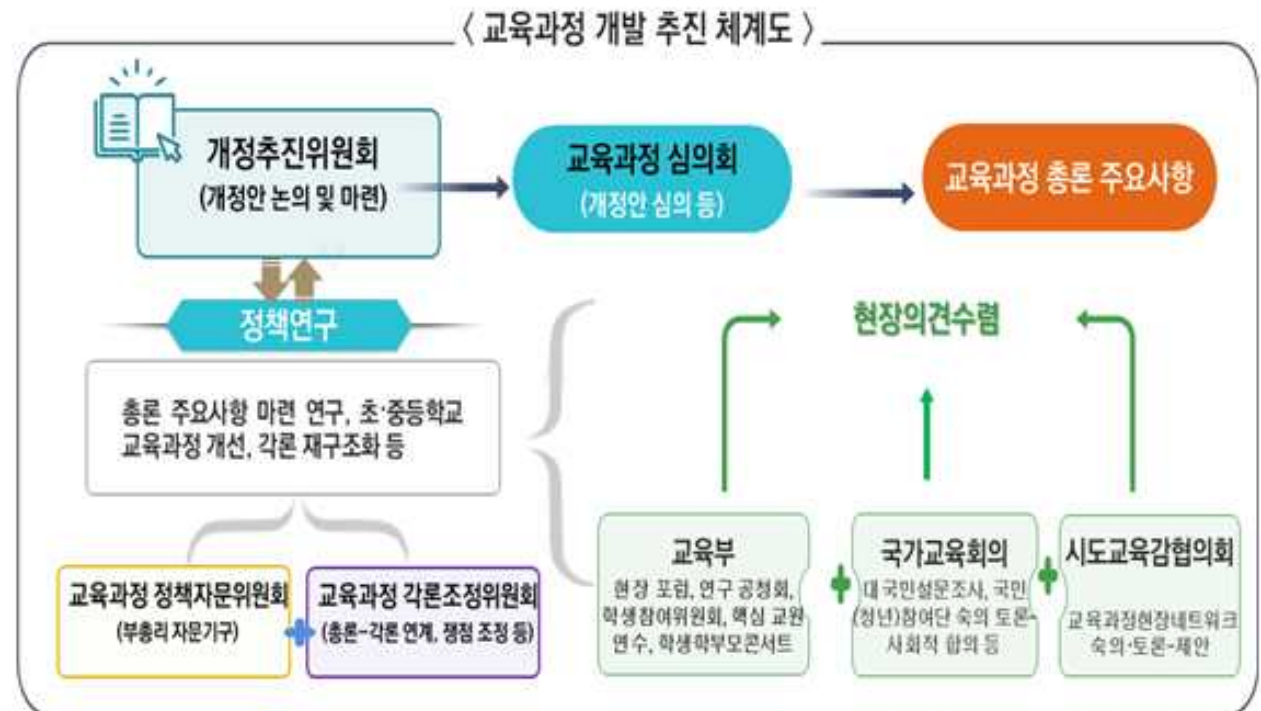 〈 교육과정 개발 추진 체계도 〉
개정추진위원회
(개정안 논의 및 마련)
교육과정 심의회
(개정안 심의 등)
교육과정 총론 주요사항
정책연구
총론 주요사항 마련 연구, 초·중등학교
교육과정 개선, 각론 재구조화 등
교육과정 정책자문위원회
(부총리 자문기구)
교육과정 각론조정위원회
(총론-각론 연계, 쟁점 조정 등)
현장의견수렴
교육부
현장 포럼, 연구 공청회,
학생참여위원회, 핵심 교원
연수, 학생학부모콘서트
국가교육회의
대국민설문조사, 국민
(청년)참여단 숙의 토론-
사회적 합의 등
시도교육감협의회
교육과정현장네트워크
숙의·토론-제안